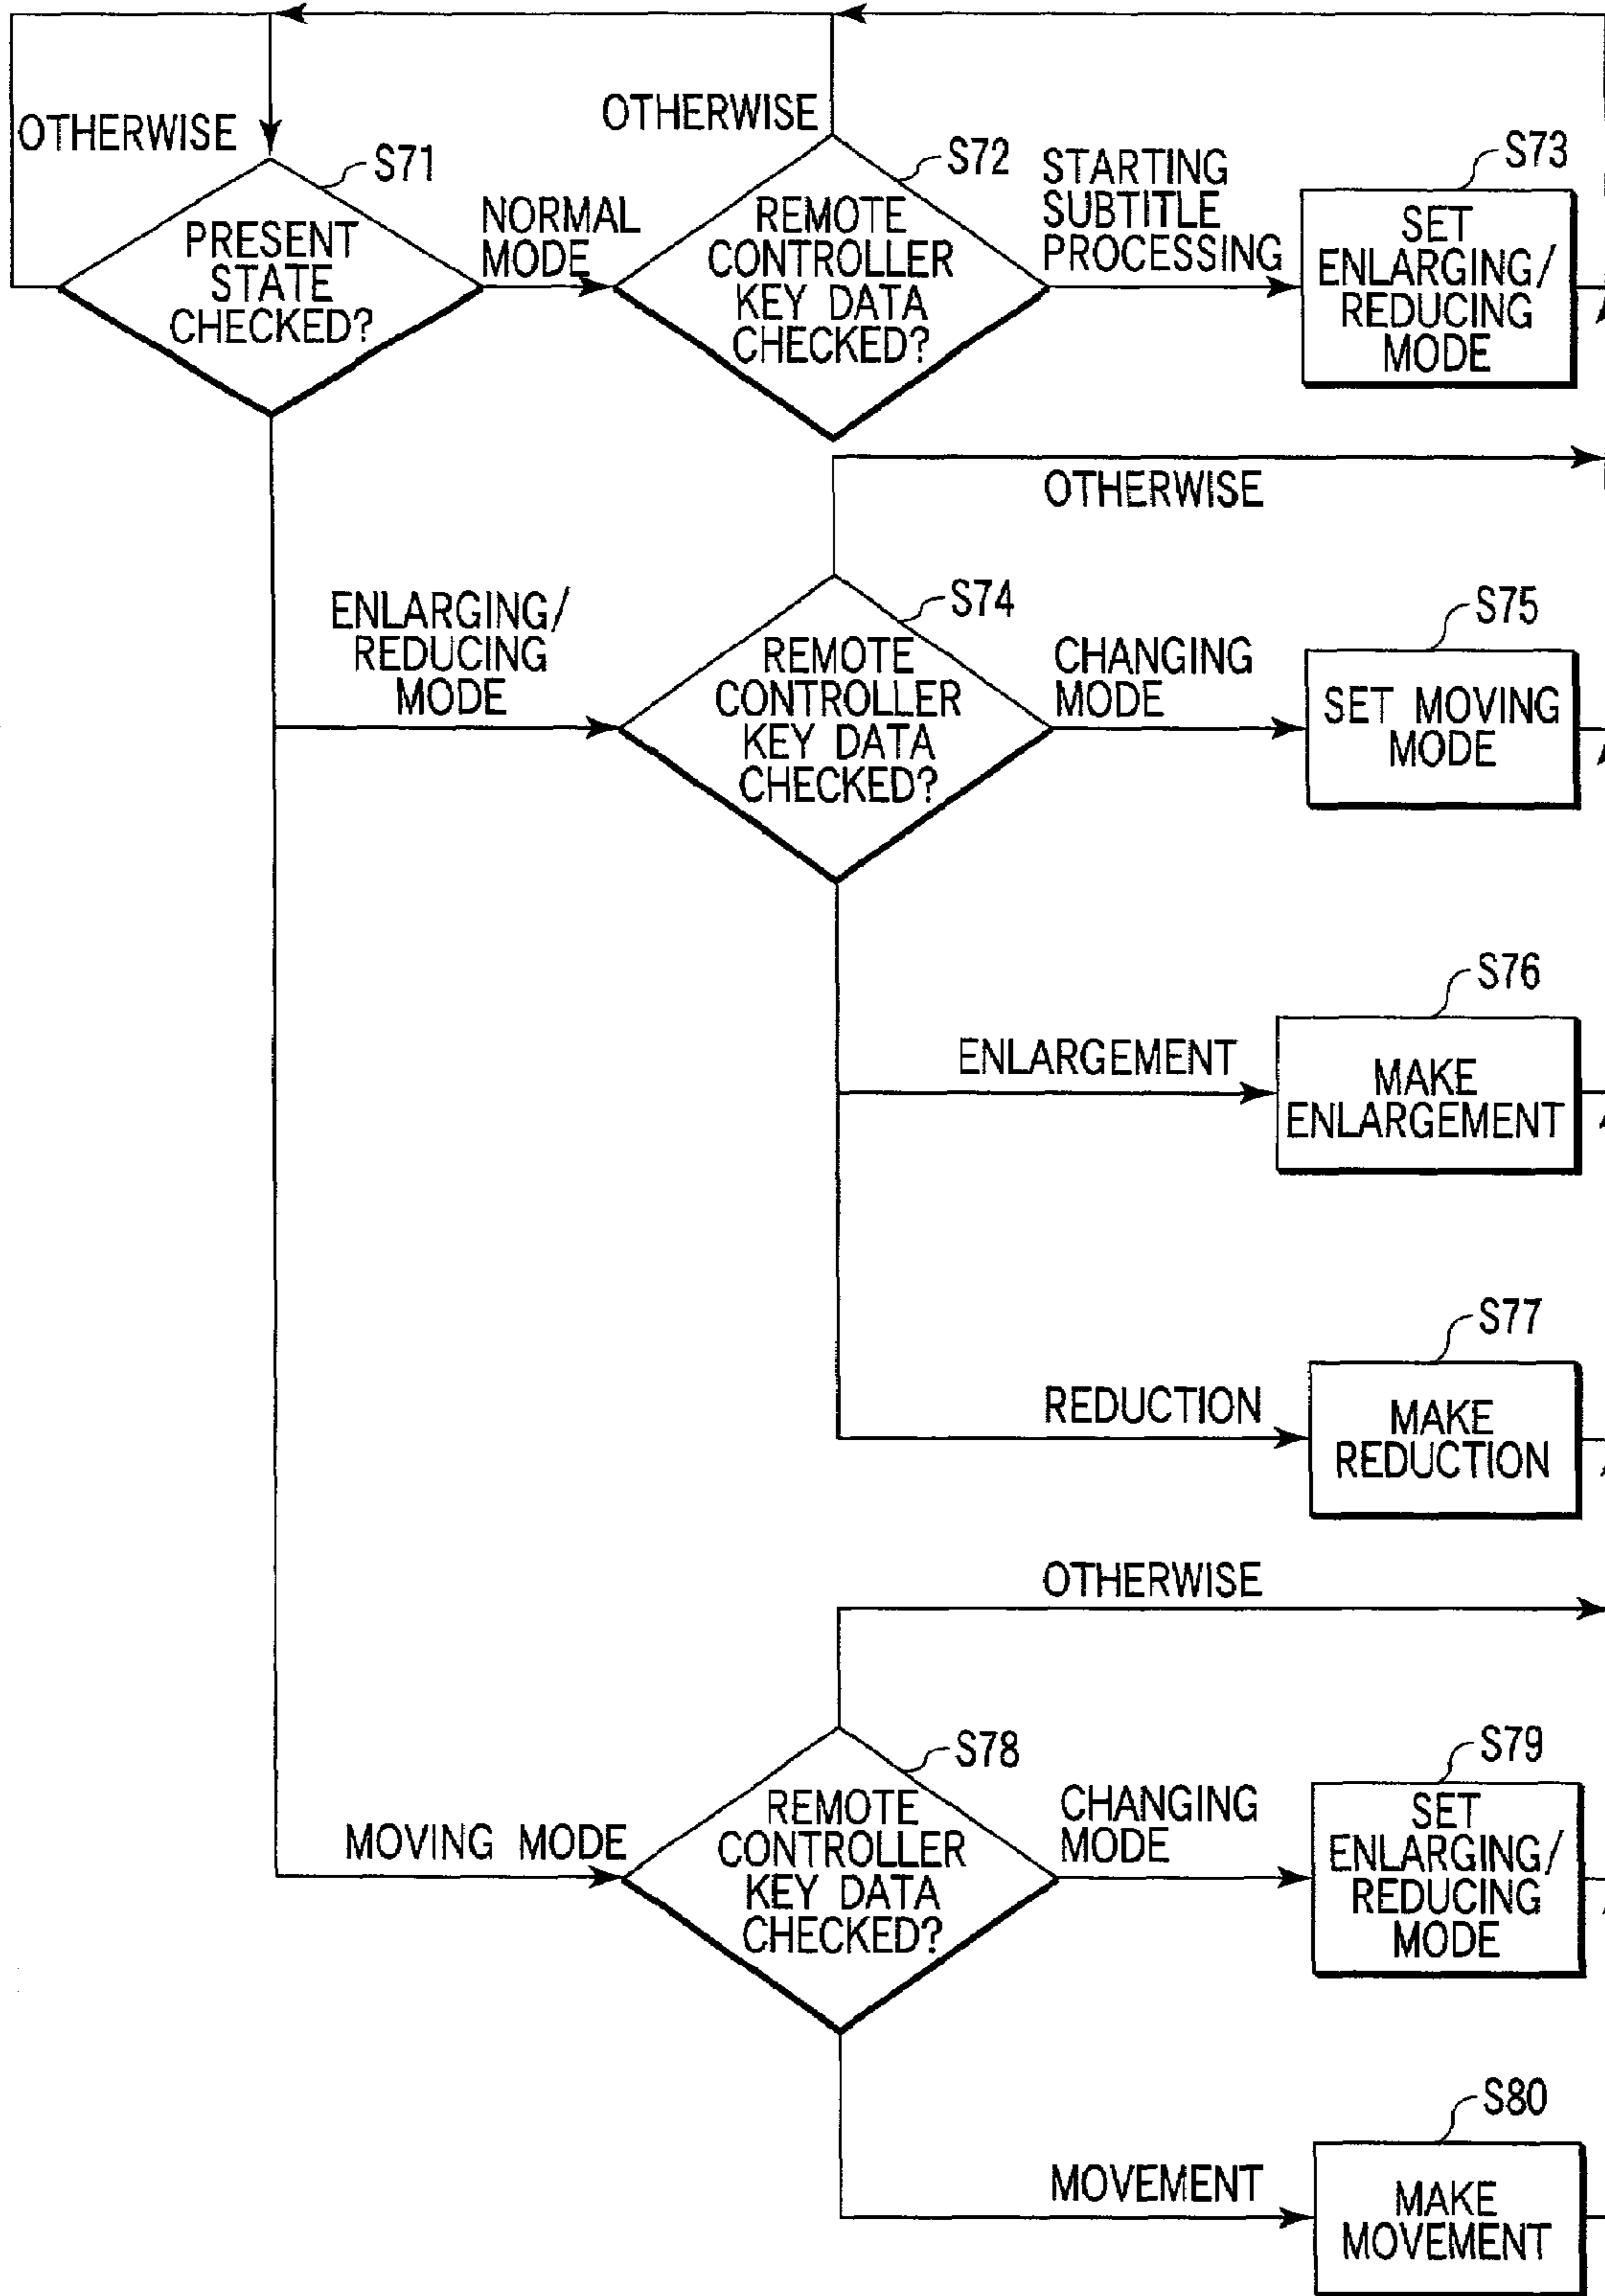 OTHERWISE
S71
PRESENT
STATE
CHECKED?
NORMAL
MODE
OTHERWISE
S72
REMOTE
CONTROLLER
KEY DATA
CHECKED?
STARTING
SUBTITLE
PROCESSING
S73
SET
ENLARGING/
REDUCING
MODE
OTHERWISE
ENLARGING/
REDUCING
MODE
S74
REMOTE
CONTROLLER
KEY DATA
CHECKED?
CHANGING
MODE
S75
SET MOVING
MODE
ENLARGEMENT
S76
MAKE
ENLARGEMENT
REDUCTION
S77
MAKE
REDUCTION
OTHERWISE
MOVING MODE
S78
REMOTE
CONTROLLER
KEY DATA
CHECKED?
CHANGING
MODE
S79
SET
ENLARGING/
REDUCING
MODE
MOVEMENT
S80
MAKE
MOVEMENT